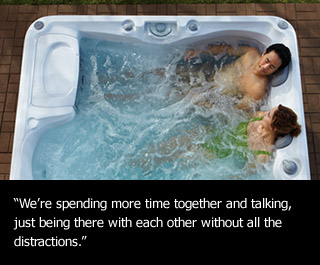 “We’re spending more time together and talking,
just being there with each other without all the
distractions.”